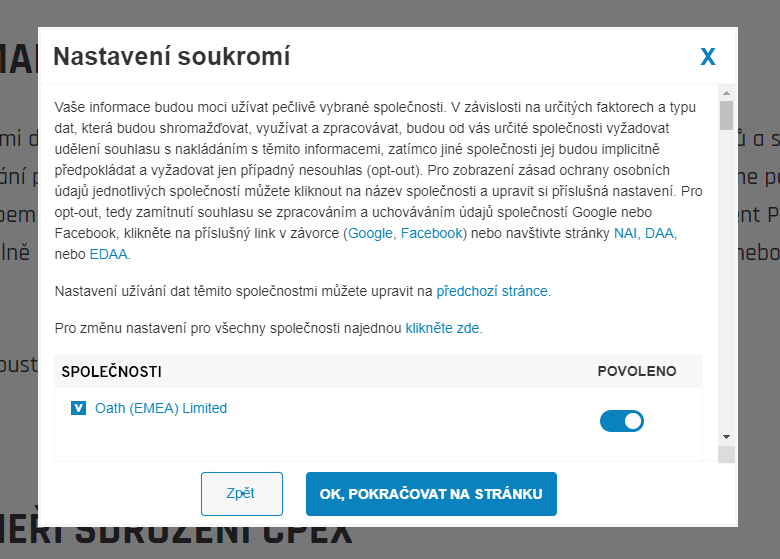 Nastavení soukromí
X
Vaše informace budou moci užívat pečlivě vybrané společnosti. V závislosti na určitých faktorech a typu
dat, která budou shromažďovat, využívat a zpracovávat, budou od vás určité společnosti vyžadovat
udělení souhlasu s nakládáním s těmito informacemi, zatímco jiné společnosti jej budou implicitně
předpokládat a vyžadovat jen případný nesouhlas (opt-out). Pro zobrazení zásad ochrany osobních
údajů jednotlivých společností můžete kliknout na název společnosti a upravit si příslušná nastavení. Pro
opt-out, tedy zamítnutí souhlasu se zpracováním a uchováváním údajů společností Google nebo
Facebook, klikněte na příslušný link v závorce (Google, Facebook) nebo navštivte stránky NAI, DAA,
nebo EDAA.
Nastavení užívání dat těmito společnostmi můžete upravit na předchozí stránce.
Pro změnu nastavení pro všechny společnosti najednou klikněte zde.
SPOLEČNOSTI POVOLENO
V Oath (EMEA) Limited
Zpět OK, POKRAČOVAT NA STRÁNKU
SDRUŽENÍ CPEX